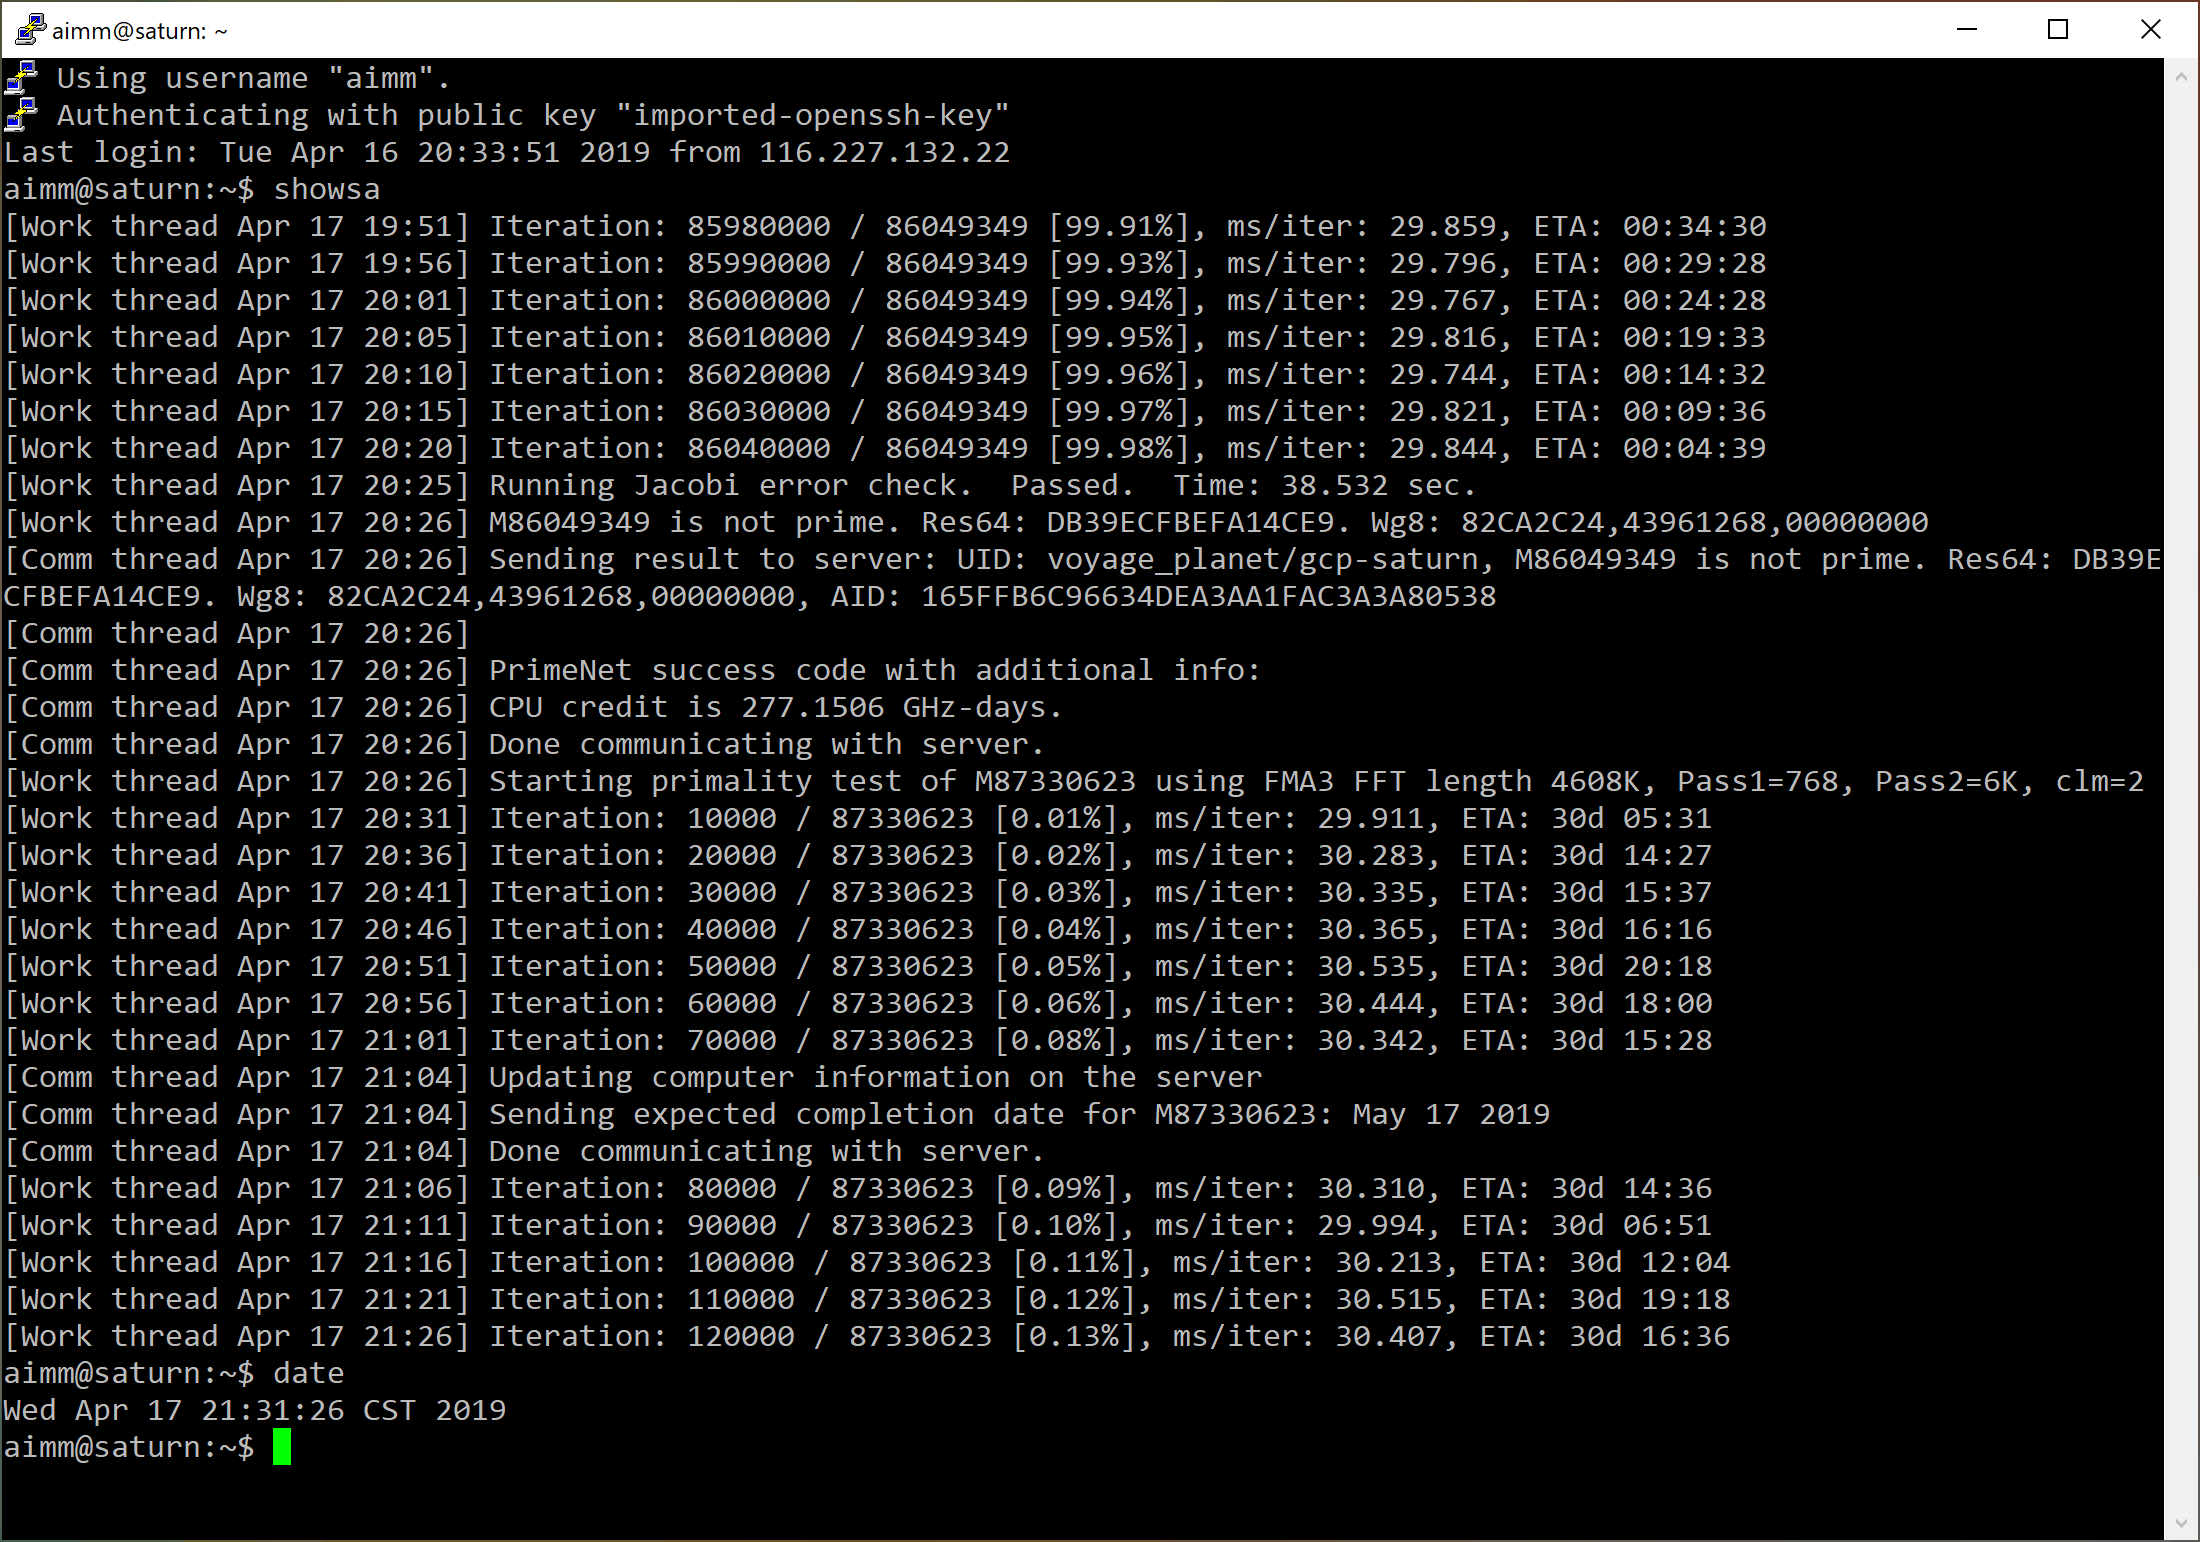 aimm@saturn: ~
Using username "aimm".
Authenticating with public key "imported-openssh-key"
Last login: Tue Apr 16 20:33:51 2019 from 116.227.132.22
aimm@saturn:~$ showsa
[Work thread Apr 17 19:51] Iteration: 85980000 / 86049349 [99.91%], ms/iter: 29.859, ETA: 00:34:30
[Work thread Apr 17 19:56] Iteration: 85990000 / 86049349 [99.93%], ms/iter: 29.796, ETA: 00:29:28
[Work thread Apr 17 20:01] Iteration: 86000000 / 86049349 [99.94%], ms/iter: 29.767, ETA: 00:24:28
[Work thread Apr 17 20:05] Iteration: 86010000 / 86049349 [99.95%], ms/iter: 29.816, ETA: 00:19:33
[Work thread Apr 17 20:10] Iteration: 86020000 / 86049349 [99.96%], ms/iter: 29.744, ETA: 00:14:32
[Work thread Apr 17 20:15] Iteration: 86030000 / 86049349 [99.97%], ms/iter: 29.821, ETA: 00:09:36
[Work thread Apr 17 20:20] Iteration: 86040000 / 86049349 [99.98%], ms/iter: 29.844, ETA: 00:04:39
[Work thread Apr 17 20:25] Running Jacobi error check.  Passed.  Time: 38.532 sec.
[Work thread Apr 17 20:26] M86049349 is not prime. Res64: DB39ECFBEFA14CE9. Wg8: 82CA2C24,43961268,00000000
[Comm thread Apr 17 20:26] Sending result to server: UID: voyage_planet/gcp-saturn, M86049349 is not prime. Res64: DB39E
CFBEFA14CE9. Wg8: 82CA2C24,43961268,00000000, AID: 165FFB6C96634DEA3AA1FAC3A3A80538
[Comm thread Apr 17 20:26]
[Comm thread Apr 17 20:26] PrimeNet success code with additional info:
[Comm thread Apr 17 20:26] CPU credit is 277.1506 GHz-days.
[Comm thread Apr 17 20:26] Done communicating with server.
[Work thread Apr 17 20:26] Starting primality test of M87330623 using FMA3 FFT length 4608K, Pass1=768, Pass2=6K, clm=2
[Work thread Apr 17 20:31] Iteration: 10000 / 87330623 [0.01%], ms/iter: 29.911, ETA: 30d 05:31
[Work thread Apr 17 20:36] Iteration: 20000 / 87330623 [0.02%], ms/iter: 30.283, ETA: 30d 14:27
[Work thread Apr 17 20:41] Iteration: 30000 / 87330623 [0.03%], ms/iter: 30.335, ETA: 30d 15:37
[Work thread Apr 17 20:46] Iteration: 40000 / 87330623 [0.04%], ms/iter: 30.365, ETA: 30d 16:16
[Work thread Apr 17 20:51] Iteration: 50000 / 87330623 [0.05%], ms/iter: 30.535, ETA: 30d 20:18
[Work thread Apr 17 20:56] Iteration: 60000 / 87330623 [0.06%], ms/iter: 30.444, ETA: 30d 18:00
[Work thread Apr 17 21:01] Iteration: 70000 / 87330623 [0.08%], ms/iter: 30.342, ETA: 30d 15:28
[Comm thread Apr 17 21:04] Updating computer information on the server
[Comm thread Apr 17 21:04] Sending expected completion date for M87330623: May 17 2019
[Comm thread Apr 17 21:04] Done communicating with server.
[Work thread Apr 17 21:06] Iteration: 80000 / 87330623 [0.09%], ms/iter: 30.310, ETA: 30d 14:36
[Work thread Apr 17 21:11] Iteration: 90000 / 87330623 [0.10%], ms/iter: 29.994, ETA: 30d 06:51
[Work thread Apr 17 21:16] Iteration: 100000 / 87330623 [0.11%], ms/iter: 30.213, ETA: 30d 12:04
[Work thread Apr 17 21:21] Iteration: 110000 / 87330623 [0.12%], ms/iter: 30.515, ETA: 30d 19:18
[Work thread Apr 17 21:26] Iteration: 120000 / 87330623 [0.13%], ms/iter: 30.407, ETA: 30d 16:36
aimm@saturn:~$ date
Wed Apr 17 21:31:26 CST 2019
aimm@saturn:~$